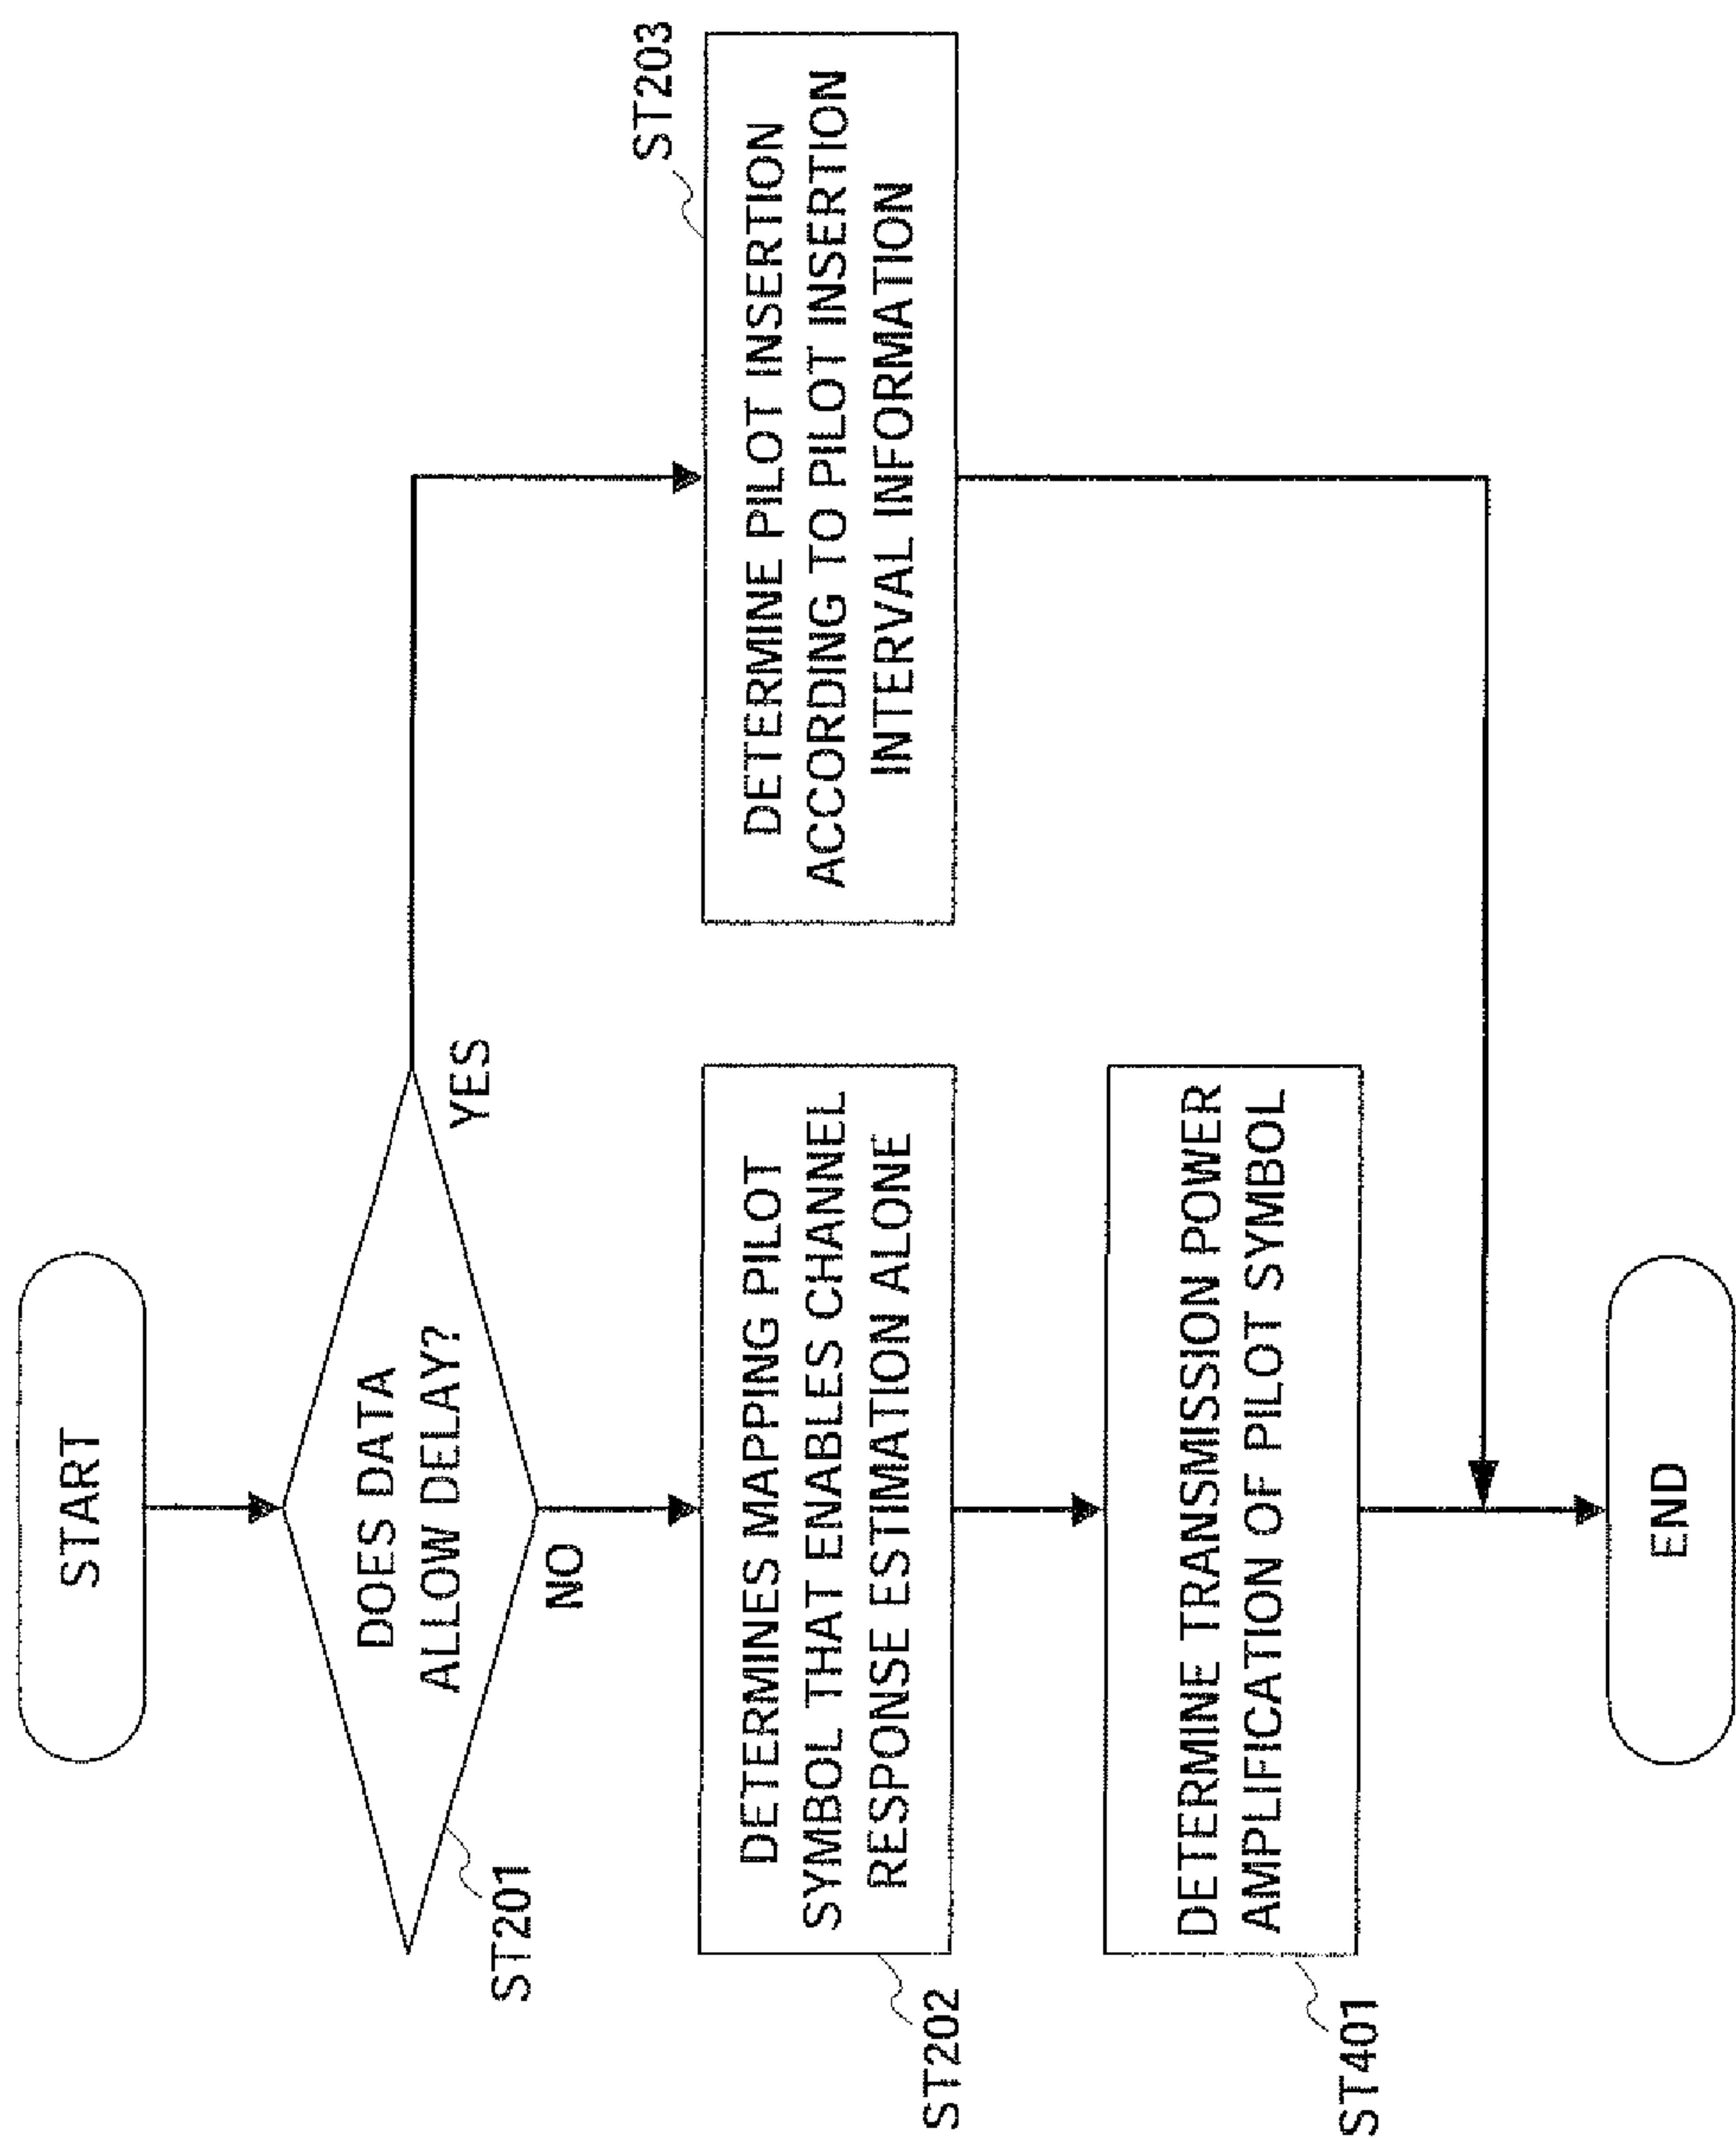 START
DOES DATA
ALLOW DELAY?
ST201
YES
NO
DETERMINES MAPPING PILOT
SYMBOL THAT ENABLES CHANNEL
RESPONSE ESTIMATION ALONE
ST202
DETERMINE PILOT INSERTION
ACCORDING TO PILOT INSERTION
INTERVAL INFORMATION
ST203
DETERMINE TRANSMISSION POWER
AMPLIFICATION OF PILOT SYMBOL
ST401
END